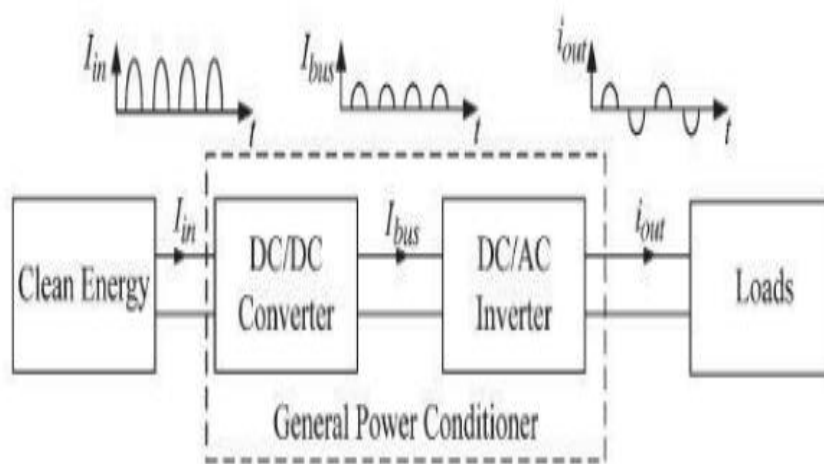 I_in
t
I_bus
t
i_out
t
Clean Energy
I_in
DC/DC
Converter
I_bus
DC/AC
Inverter
i_out
Loads
General Power Conditioner